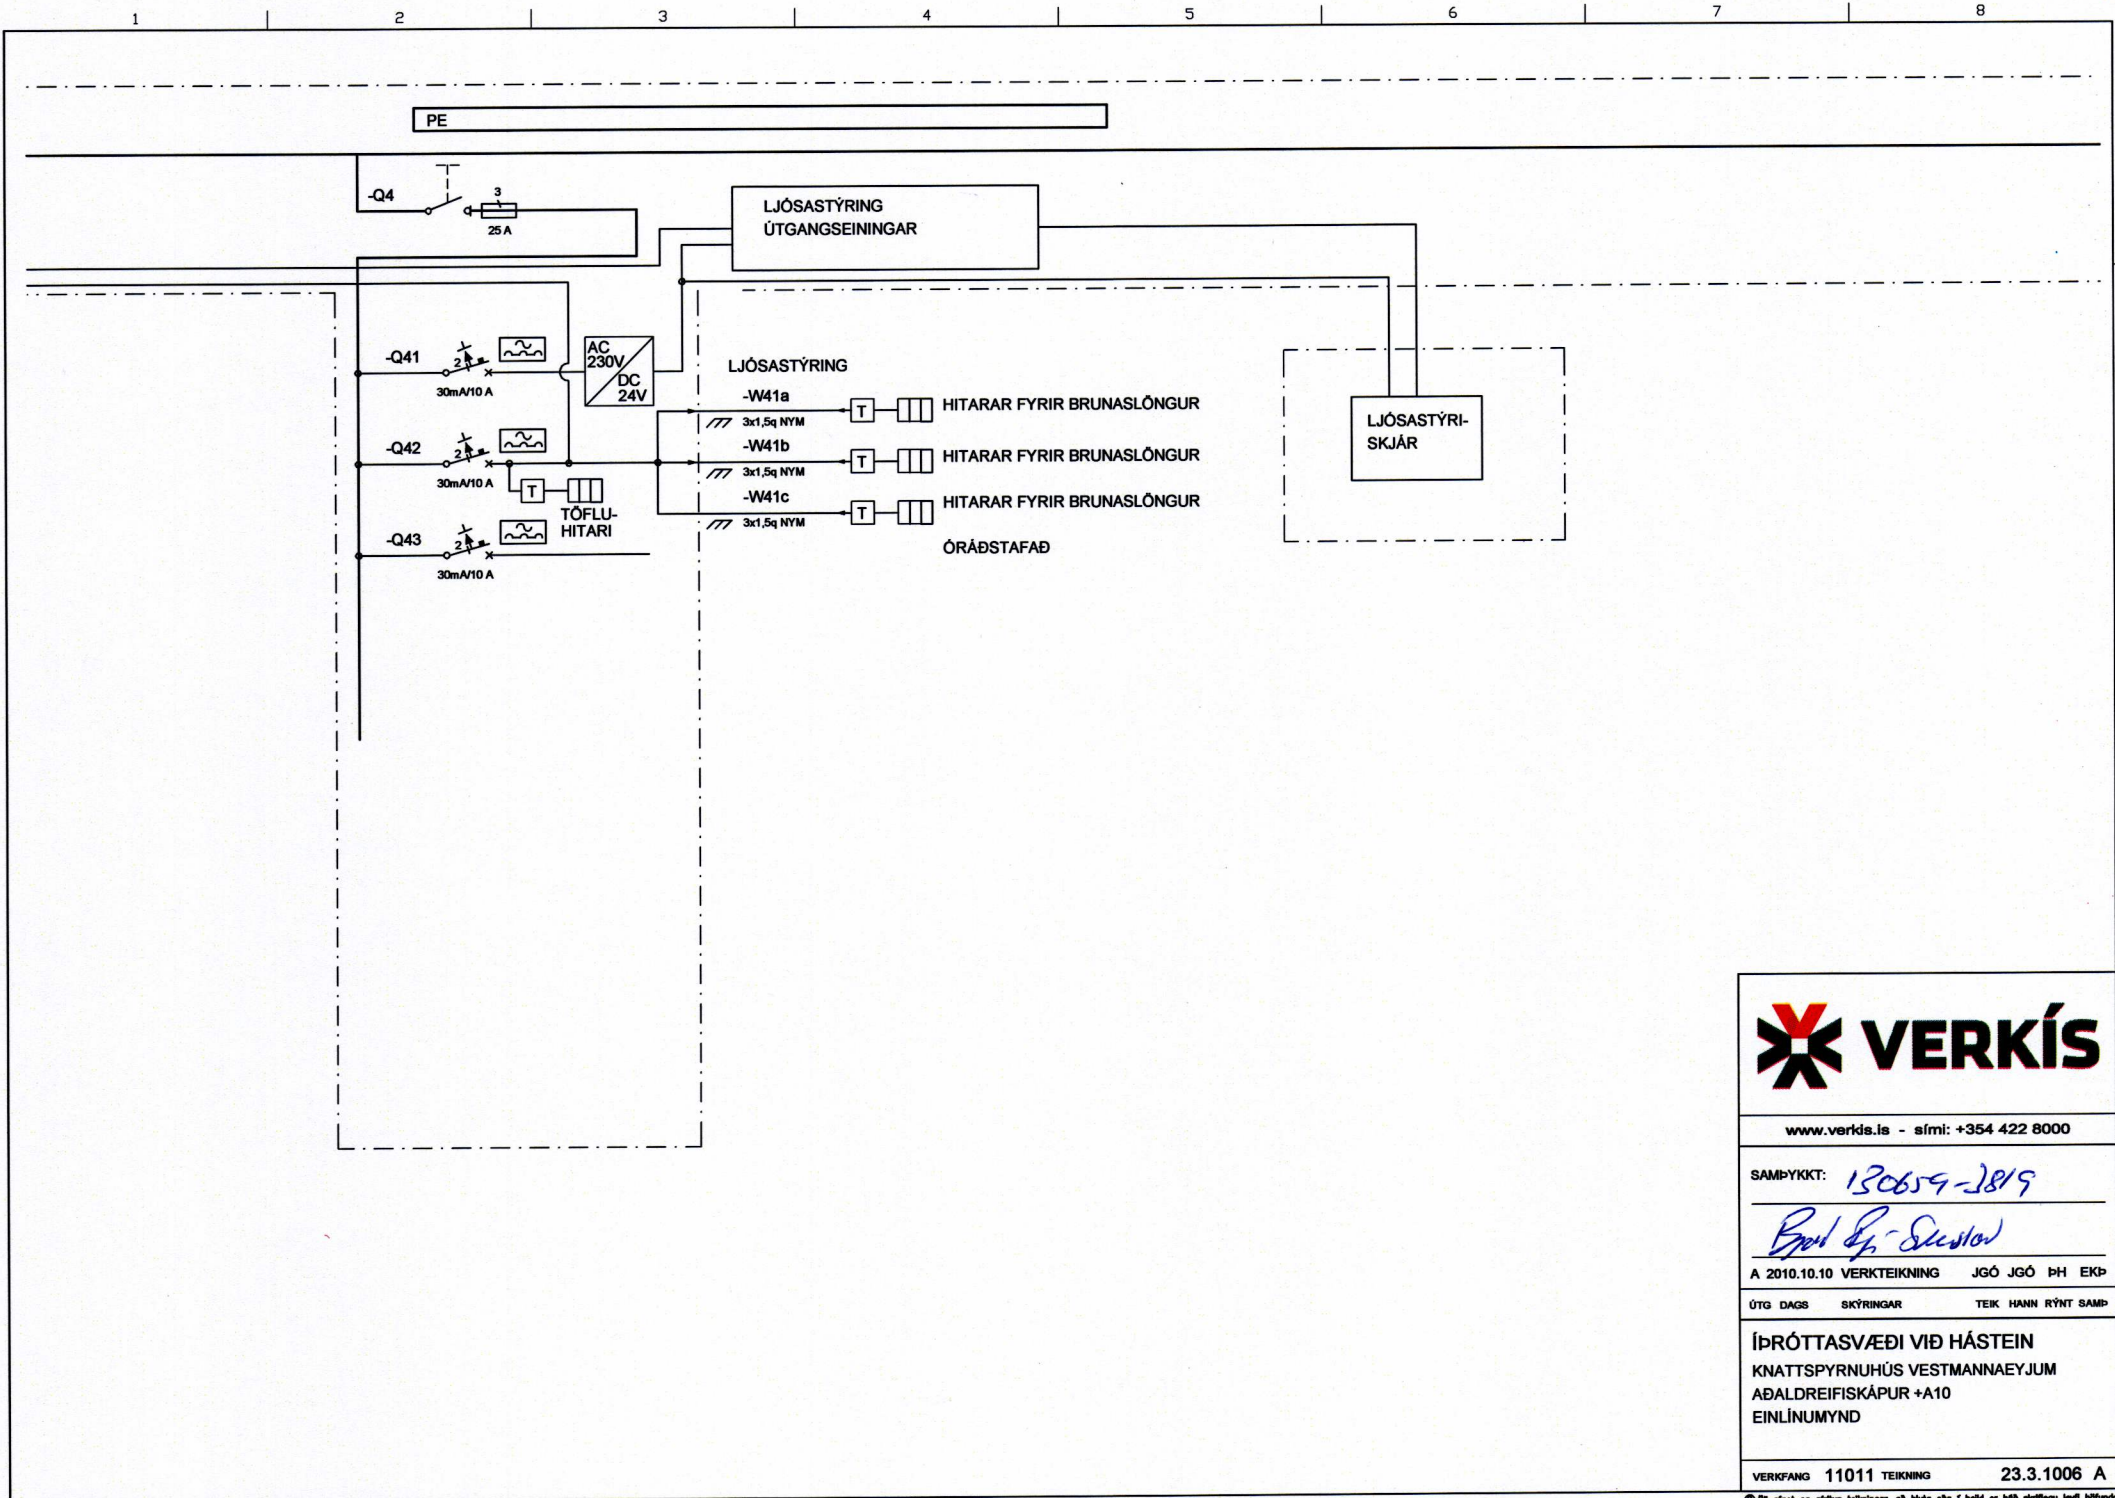 1 2 3 4 5 6 7 8
PE
-Q4
3
25 A
LJÓSASTÝRING
ÚTGANGSEININGAR
-Q41
2
30mA/10 A
AC
230V
DC
24V
LJÓSASTÝRING
-W41a
3x1,5q NYM
T
HITARAR FYRIR BRUNASLÖNGUR
-Q42
2
30mA/10 A
-W41b
3x1,5q NYM
T
HITARAR FYRIR BRUNASLÖNGUR
T
TÖFLU-
HITARI
-W41c
3x1,5q NYM
T
HITARAR FYRIR BRUNASLÖNGUR
-Q43
2
30mA/10 A
ÓRÁÐSTAFAÐ
LJÓSASTÝRI-
SKJÁR
VERKÍS
www.verkis.is - sími: +354 422 8000
SAMÞYKKT: 130659-3819
A 2010.10.10 VERKTEIKNING JGÓ JGÓ ÞH EKÞ
ÚTG DAGS SKÝRINGAR TEIK HANN RÝNT SAMÞ
ÍÞRÓTTASVÆÐI VIÐ HÁSTEIN
KNATTSPYRNUHÚS VESTMANNAEYJUM
AÐALDREIFISKÁPUR +A10
EINLÍNUMYND
VERKFANG 11011 TEIKNING 23.3.1006 A